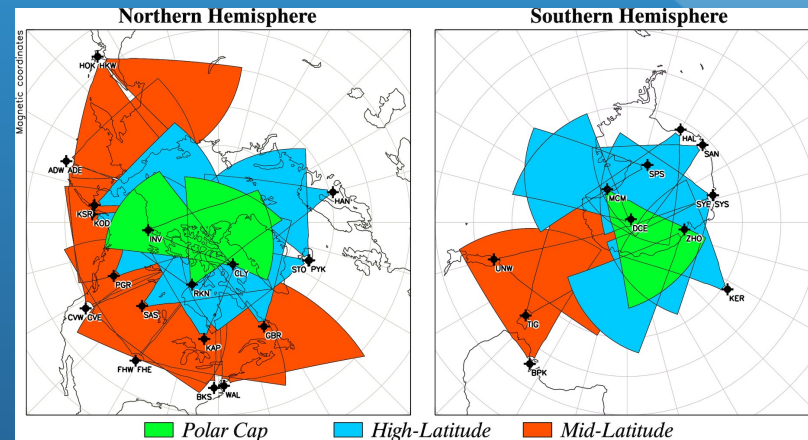 Northern Hemisphere
Southern Hemisphere
Magnetic coordinates
HOK HKW
ADW ADE
KSR
KOD
HAN
INV
CLY
STO PYK
PGR
RKN
SAS
CVW CVE
GBR
KAP
FHW FHE
BKS
WAL
HAL
SAN
SPS
MCM
SYE SYS
DCE
ZHO
UNW
KER
TIG
BPK
Polar Cap
High-Latitude
Mid-Latitude